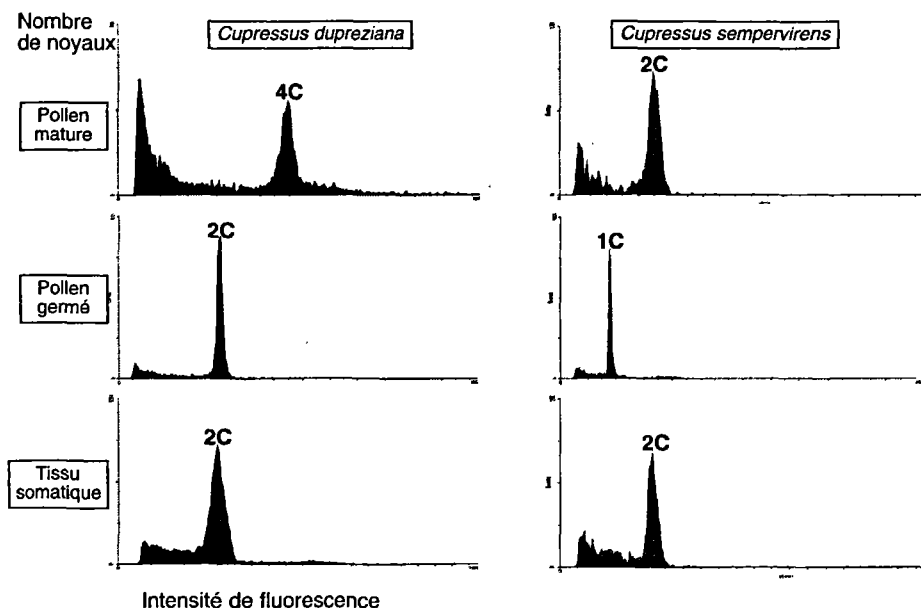 Nombre
de noyaux
Cupressus dupreziana
Cupressus sempervirens
Pollen
mature
4C
2C
Pollen
germé
2C
1C
Tissu
somatique
2C
2C
Intensité de fluorescence